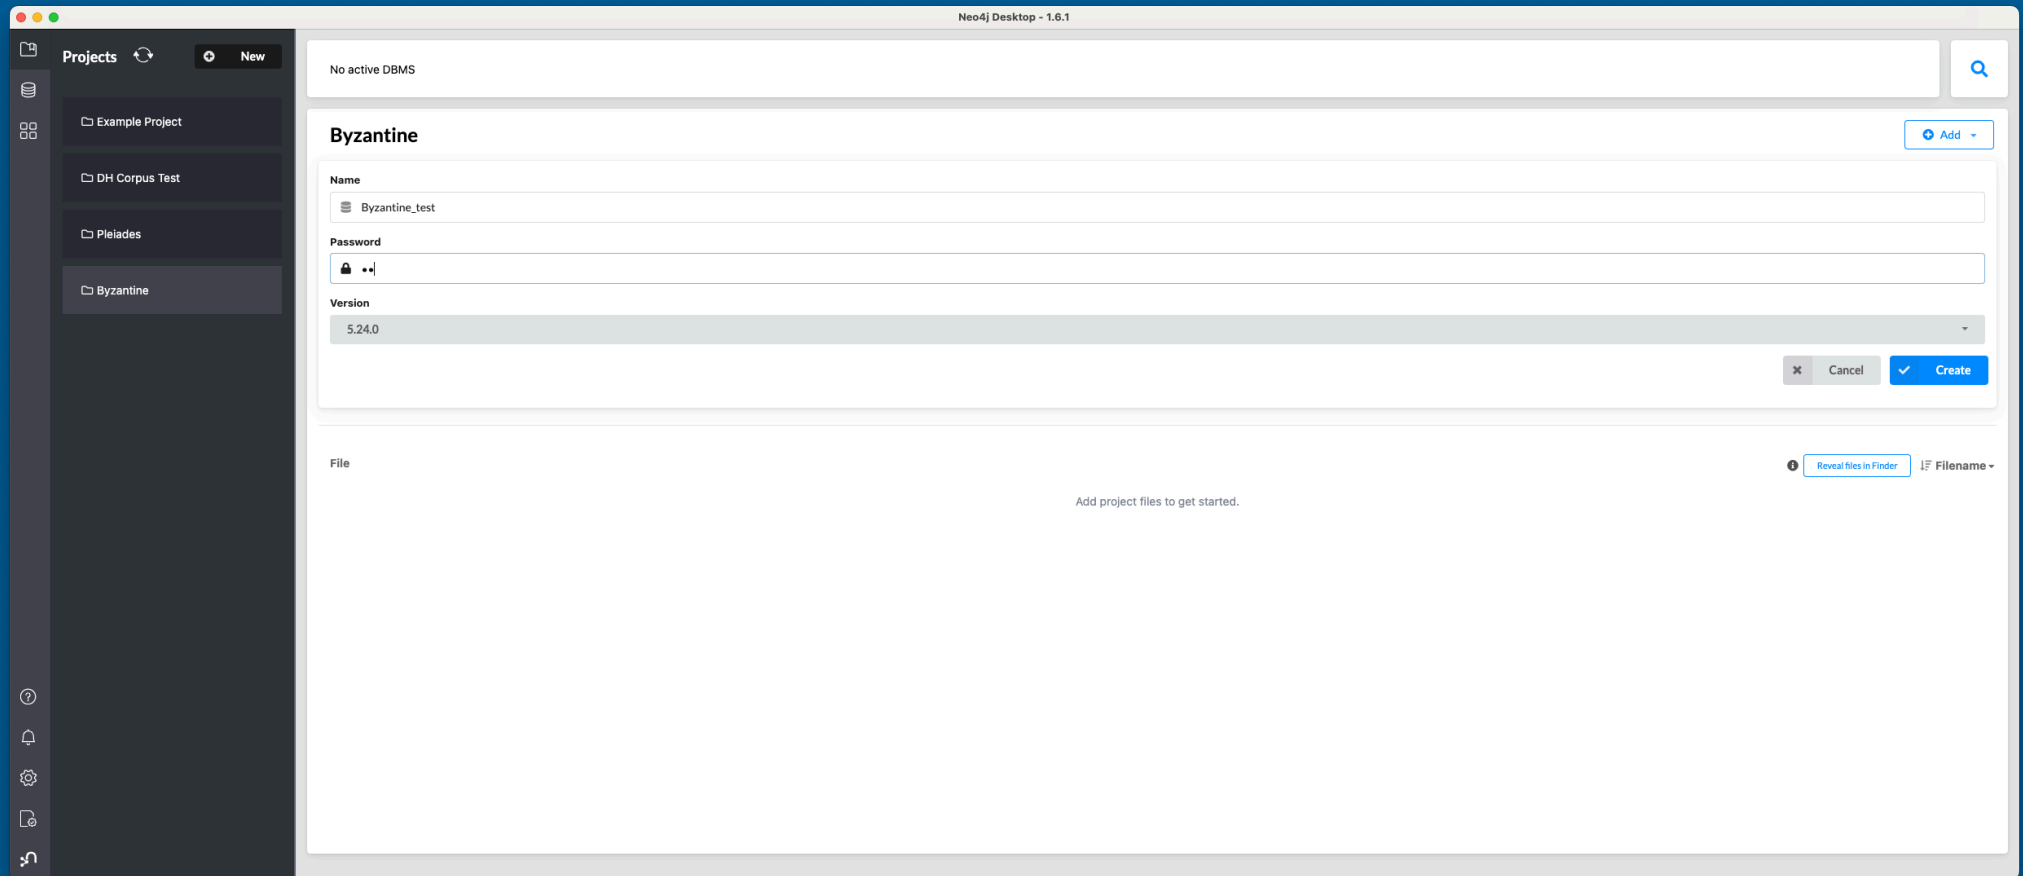 Neo4j Desktop - 1.6.1
Projects
New
Example Project
DH Corpus Test
Pleiades
Byzantine
No active DBMS
Byzantine
Add
Name
Byzantine_test
Password
••
Version
5.24.0
Cancel
Create
File
Reveal files in Finder
Filename
Add project files to get started.